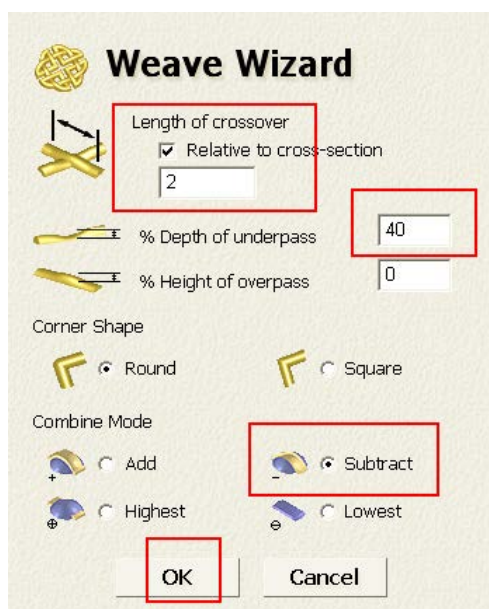 Weave Wizard
Length of crossover
Relative to cross-section
2
% Depth of underpass 40
% Height of overpass 0
Corner Shape
Round Square
Combine Mode
Add Subtract
Highest Lowest
OK Cancel